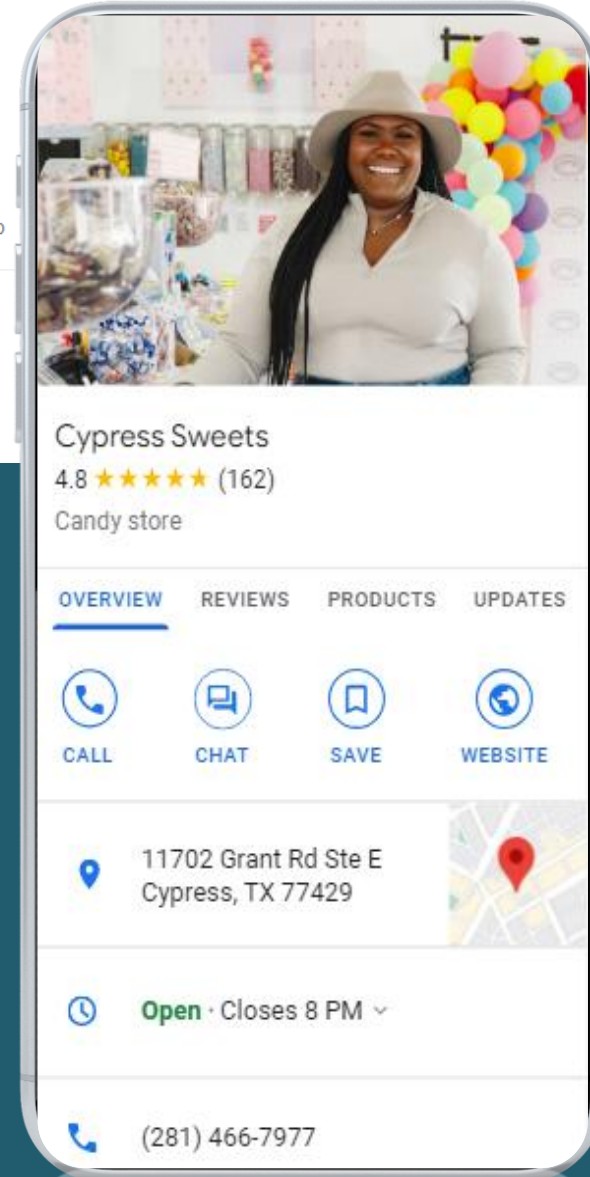 Cypress Sweets
4.8 ★★★★★ (162)
Candy store
OVERVIEW REVIEWS PRODUCTS UPDATES
CALL CHAT SAVE WEBSITE
11702 Grant Rd Ste E
Cypress, TX 77429
Open · Closes 8 PM
(281) 466-7977